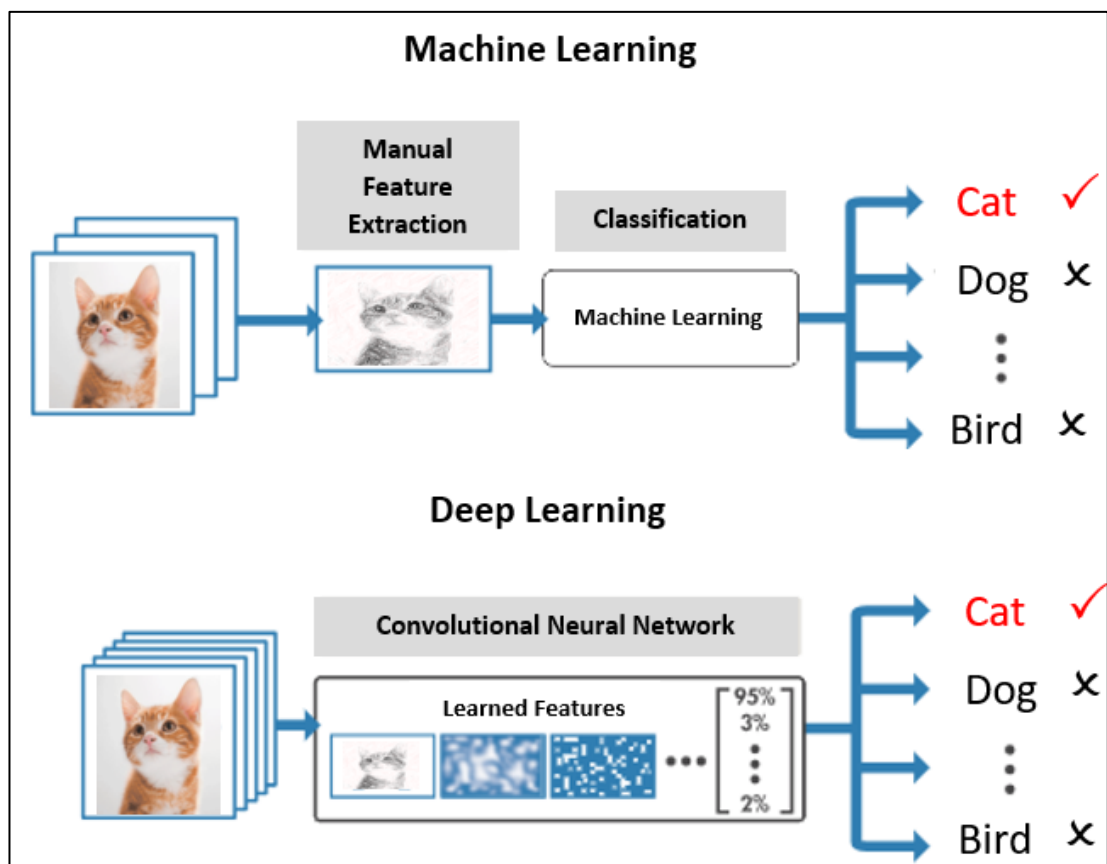 Machine Learning
Manual
Feature
Extraction
Classification
Machine Learning
Cat ✓
Dog ✗
Bird ✗
Deep Learning
Convolutional Neural Network
Learned Features
95%
3%
2%
Cat ✓
Dog ✗
Bird ✗